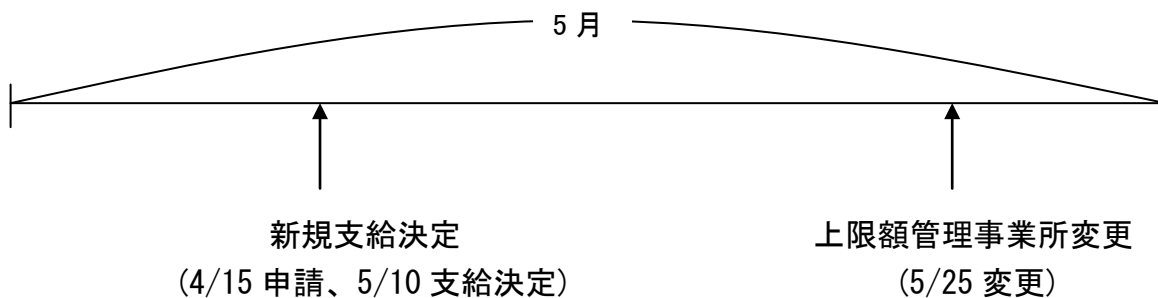 5 月
新規支給決定
(4/15 申請、5/10 支給決定)
上限額管理事業所変更
(5/25 変更)